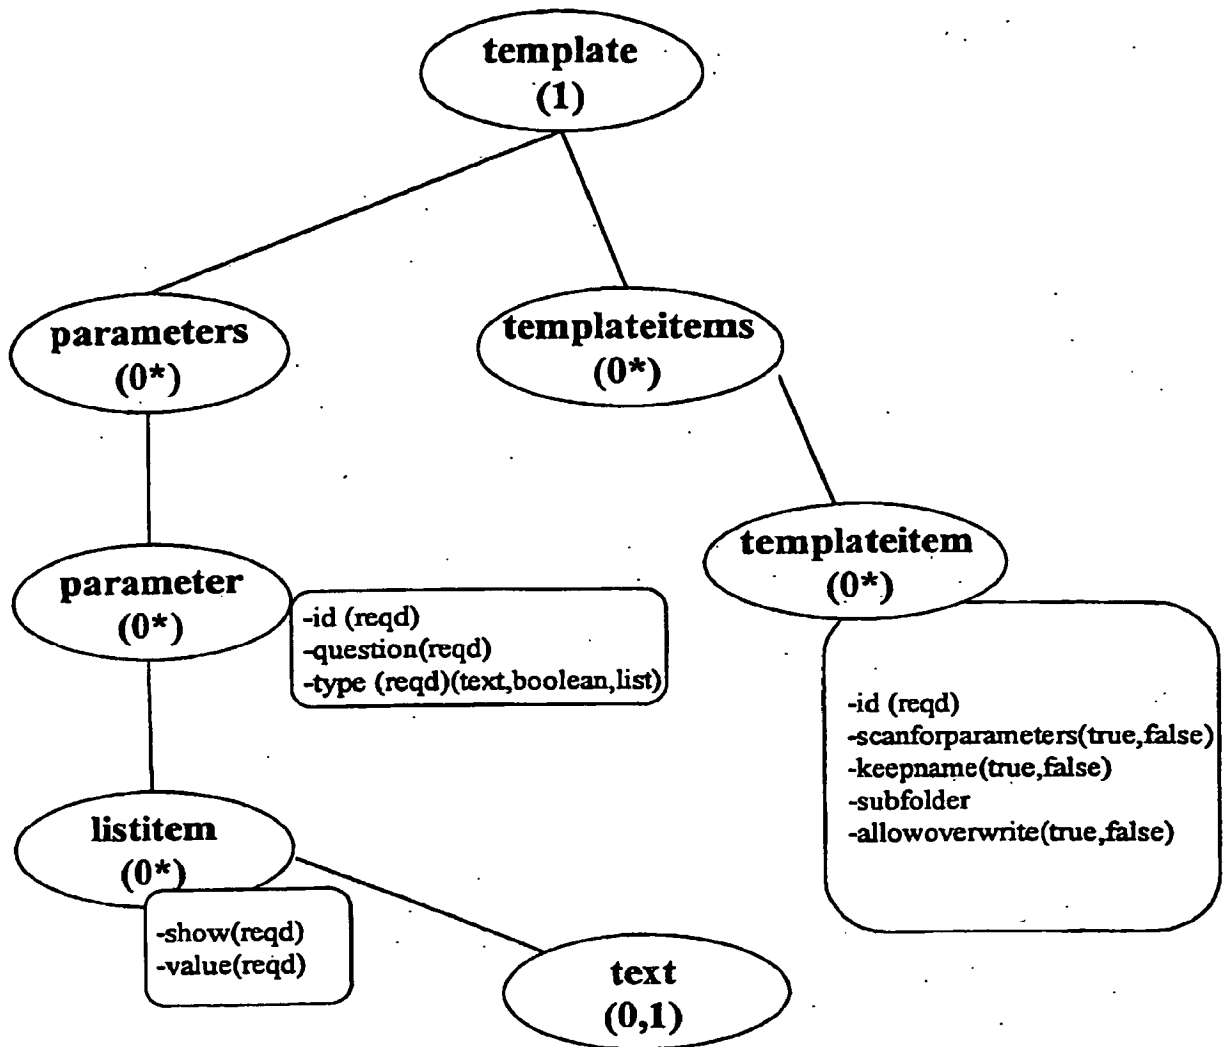 template
(1)
parameters
(0*)
templateitems
(0*)
templateitem
(0*)
parameter
(0*)
-id (reqd)
-question(reqd)
-type (reqd)(text,boolean,list)
-id (reqd)
-scanforparameters(true,false)
-keepname(true,false)
-subfolder
-allowoverwrite(true,false)
listitem
(0*)
-show(reqd)
-value(reqd)
text
(0,1)